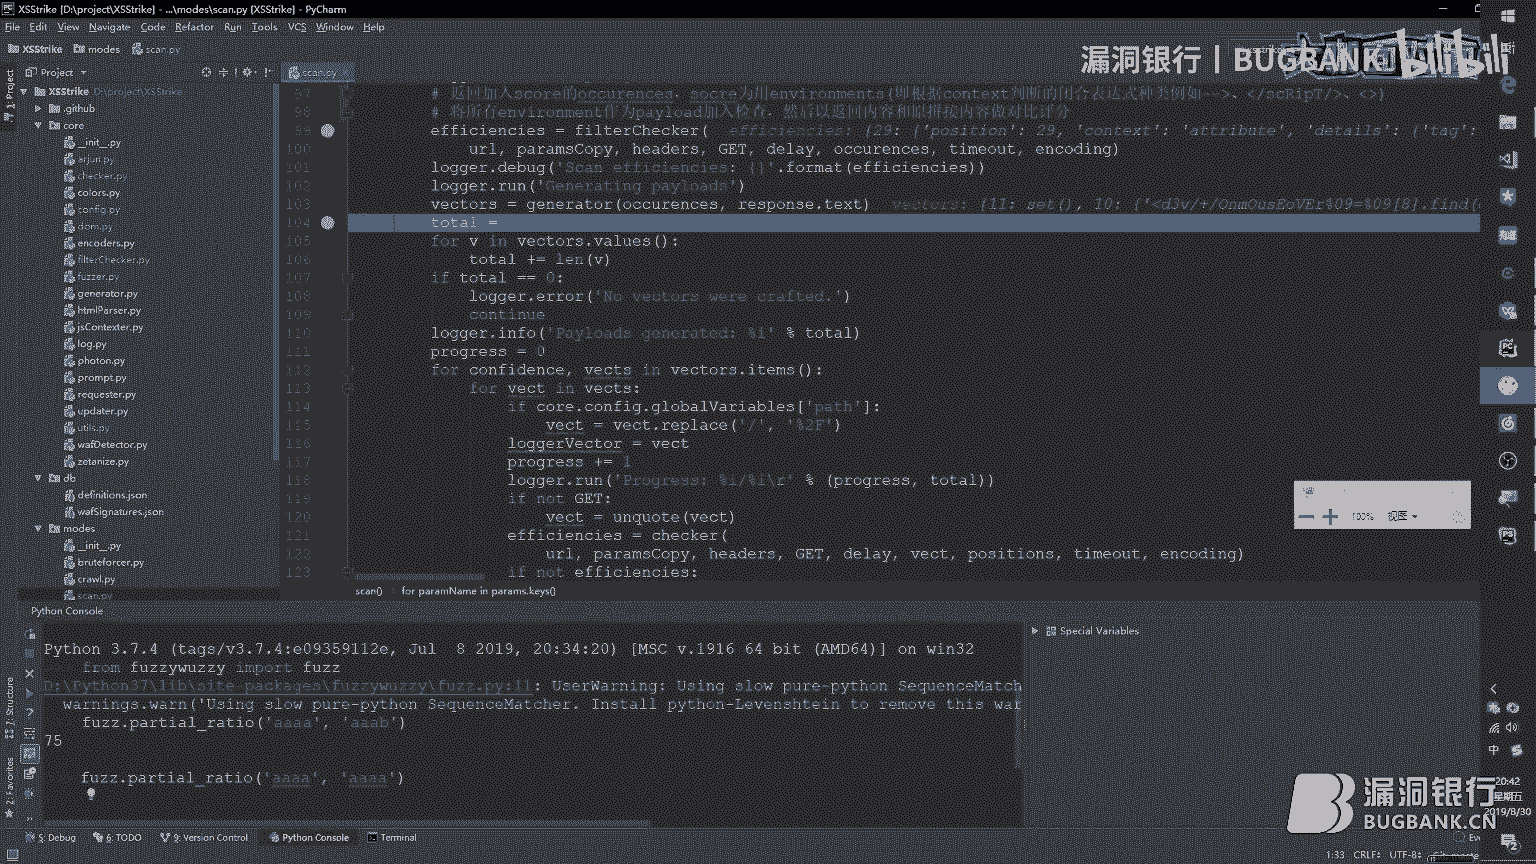 XSStrike [D:\project\XSStrike] - ...\modes\scan.py [XSStrike] - PyCharm
File Edit View Navigate Code Refactor Run Tools VCS Window Help
XSStrike modes scan.py
漏洞银行丨BUGBANK
bilibili
Project
scan.py
1: Project
XSStrike D:\project\XSStrike
.github
core
__init__.py
arjun.py
checker.py
colors.py
config.py
dom.py
encoders.py
filterChecker.py
fuzzer.py
generator.py
htmlParser.py
jsContexter.py
log.py
photon.py
prompt.py
requester.py
updater.py
utils.py
wafDetector.py
zetanize.py
db
definitions.json
wafSignatures.json
modes
__init__.py
bruteforcer.py
crawl.py
scan.py
97 # 返回加入score的occurences，score为用environments(即根据context判断的闭合表达式种类例如-->、</scRipT/>、<>)
98 # 将所有environment作为payload加入检查，然后以返回内容和原拼接内容做对比评分
99 efficiencies = filterChecker( efficiencies: {29: {'position': 29, 'context': 'attribute', 'details': {'tag':
100 url, paramsCopy, headers, GET, delay, occurences, timeout, encoding)
101 logger.debug('Scan efficiencies: {}'.format(efficiencies))
102 logger.run('Generating payloads')
103 vectors = generator(occurences, response.text) vectors: {11: set(), 10: {'<d3v/+/OnmOusEoVEr%09=%09[8].find(
104 total =
105 for v in vectors.values():
106 total += len(v)
107 if total == 0:
108 logger.error('No vectors were crafted.')
109 continue
110 logger.info('Payloads generated: %i' % total)
111 progress = 0
112 for confidence, vects in vectors.items():
113 for vect in vects:
114 if core.config.globalVariables['path']:
115 vect = vect.replace('/', '%2F')
116 loggerVector = vect
117 progress += 1
118 logger.run('Progress: %i/%i\r' % (progress, total))
119 if not GET:
120 vect = unquote(vect)
121 efficiencies = checker(
122 url, paramsCopy, headers, GET, delay, vect, positions, timeout, encoding)
123 if not efficiencies:
scan() for paramName in params.keys()
100% 视图
Python Console
Python 3.7.4 (tags/v3.7.4:e09359112e, Jul 8 2019, 20:34:20) [MSC v.1916 64 bit (AMD64)] on win32
from fuzzywuzzy import fuzz
D:\Python37\lib\site-packages\fuzzywuzzy\fuzz.py:11: UserWarning: Using slow pure-python SequenceMatch
warnings.warn('Using slow pure-python SequenceMatcher. Install python-Levenshtein to remove this war
fuzz.partial_ratio('aaaa', 'aaab')
75
fuzz.partial_ratio('aaaa', 'aaaa')
Special Variables
7: Structure
2: Favorites
5: Debug 6: TODO 9: Version Control Python Console Terminal
1:33 CRLF UTF-8
中
20:42
星期五
2019/8/30
漏洞银行
BUGBANK.CN